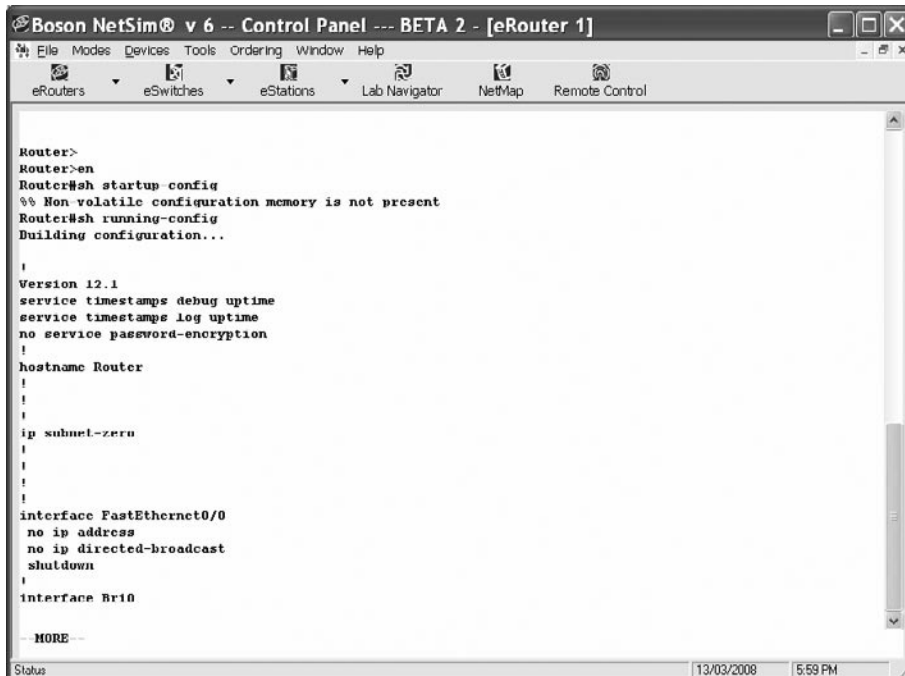 Boson NetSim® v 6 -- Control Panel --- BETA 2 - [eRouter 1]
File Modes Devices Tools Ordering Window Help
eRouters eSwitches eStations Lab Navigator NetMap Remote Control
Router>
Router>en
Router#sh startup-config
%% Non-volatile configuration memory is not present
Router#sh running-config
Building configuration...
!
Version 12.1
service timestamps debug uptime
service timestamps log uptime
no service password-encryption
!
hostname Router
!
!
!
ip subnet-zero
!
!
!
!
interface FastEthernet0/0
no ip address
no ip directed-broadcast
shutdown
!
interface Bri0
--MORE--
Status 13/03/2008 5:59 PM